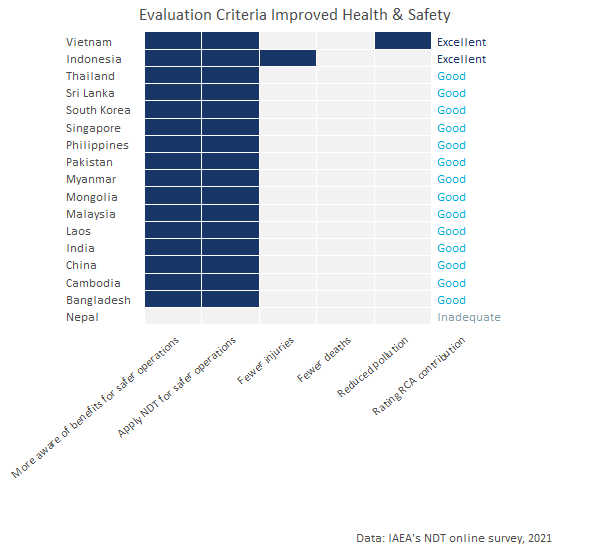 Evaluation Criteria Improved Health & Safety
Vietnam Excellent
Indonesia Excellent
Thailand Good
Sri Lanka Good
South Korea Good
Singapore Good
Philippines Good
Pakistan Good
Myanmar Good
Mongolia Good
Malaysia Good
Laos Good
India Good
China Good
Cambodia Good
Bangladesh Good
Nepal Inadequate
More aware of benefits for safer operations
Apply NDT for safer operations
Fewer injuries
Fewer deaths
Reduced pollution
Rating RCA contribution
Data: IAEA's NDT online survey, 2021